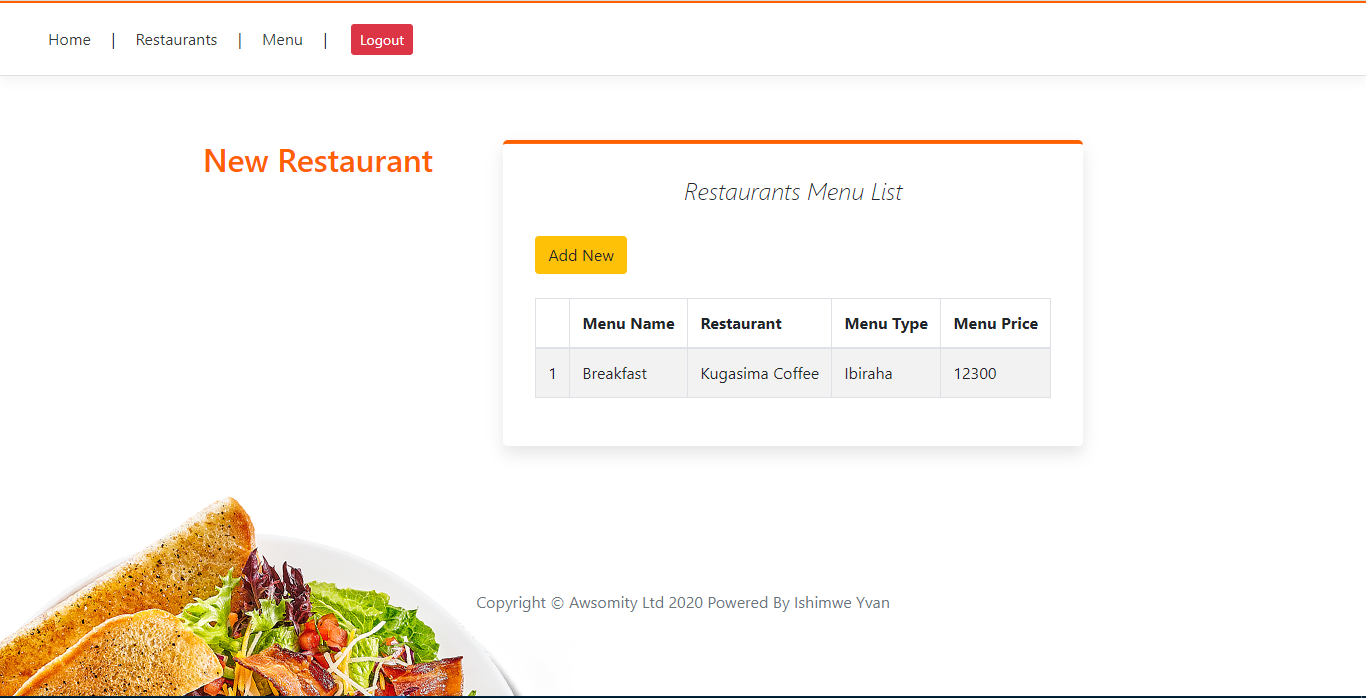 Home | Restaurants | Menu | Logout
New Restaurant
Restaurants Menu List
Add New
Menu Name Restaurant Menu Type Menu Price
1 Breakfast Kugasima Coffee Ibiraha 12300
Copyright © Awsomity Ltd 2020 Powered By Ishimwe Yvan